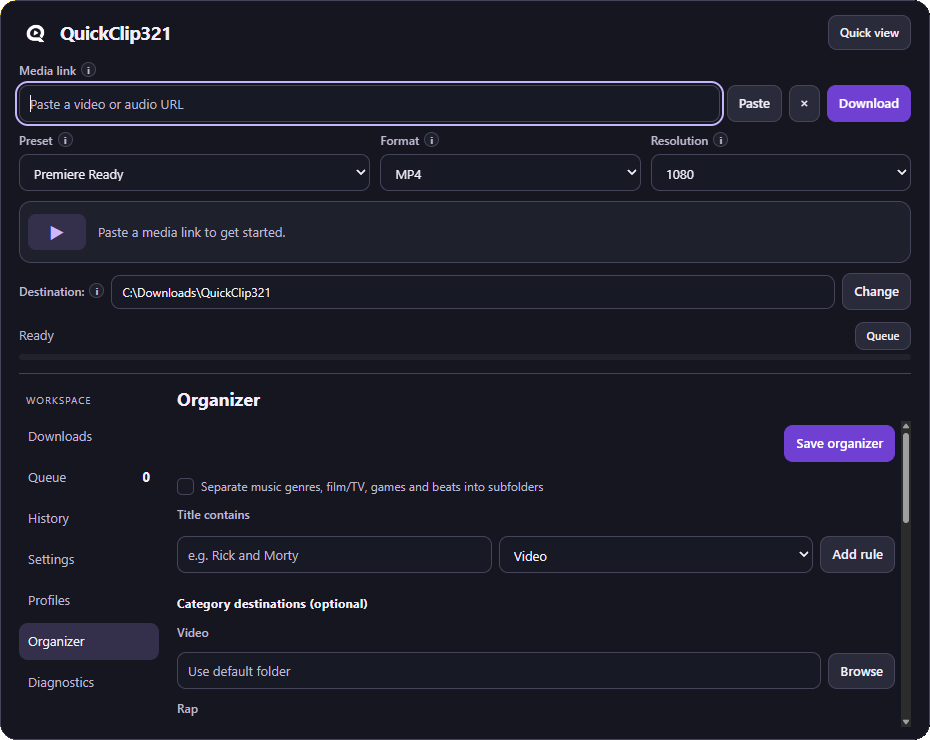 QuickClip321
Quick view
Media link
Paste a video or audio URL
Paste
×
Download
Preset
Format
Resolution
Premiere Ready
MP4
1080
Paste a media link to get started.
Destination:
C:\Downloads\QuickClip321
Change
Ready
Queue
WORKSPACE
Downloads
Queue 0
History
Settings
Profiles
Organizer
Diagnostics
Organizer
Save organizer
Separate music genres, film/TV, games and beats into subfolders
Title contains
e.g. Rick and Morty
Video
Add rule
Category destinations (optional)
Video
Use default folder
Browse
Rap